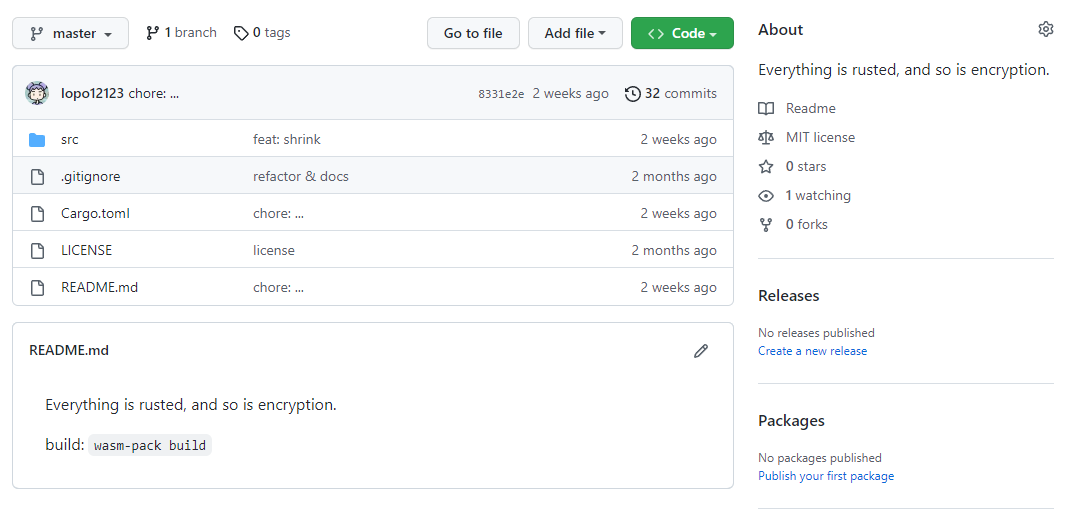 master 1 branch 0 tags Go to file Add file Code
lopo12123 chore: ... 8331e2e 2 weeks ago 32 commits
src feat: shrink 2 weeks ago
.gitignore refactor & docs 2 months ago
Cargo.toml chore: ... 2 weeks ago
LICENSE license 2 months ago
README.md chore: ... 2 weeks ago
README.md
Everything is rusted, and so is encryption.
build: wasm-pack build
About
Everything is rusted, and so is encryption.
Readme
MIT license
0 stars
1 watching
0 forks
Releases
No releases published
Create a new release
Packages
No packages published
Publish your first package